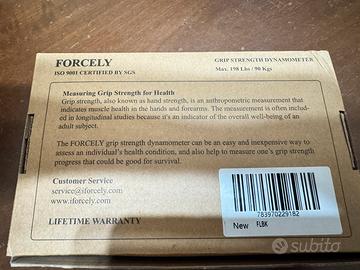 FORCELY
ISO 9001 CERTIFIED BY SGS
GRIP STRENGTH DYNAMOMETER
Max. 198 Lbs / 90 Kgs
Measuring Grip Strength for Health
Grip strength, also known as hand strength, is an anthropometric measurement that
indicates muscle health in the hands and forearms. The measurement is often includ-
ed in longitudinal studies because it's an indicator of the overall well-being of an
adult subject.
The FORCELY grip strength dynamometer can be an easy and inexpensive way to
assess an individual's health condition, and also help to measure one's grip strength
progress that could be good for survival.
Customer Service
service@iforcely.com
www.iforcely.com
LIFETIME WARRANTY
783970229182
New FLBK
subito